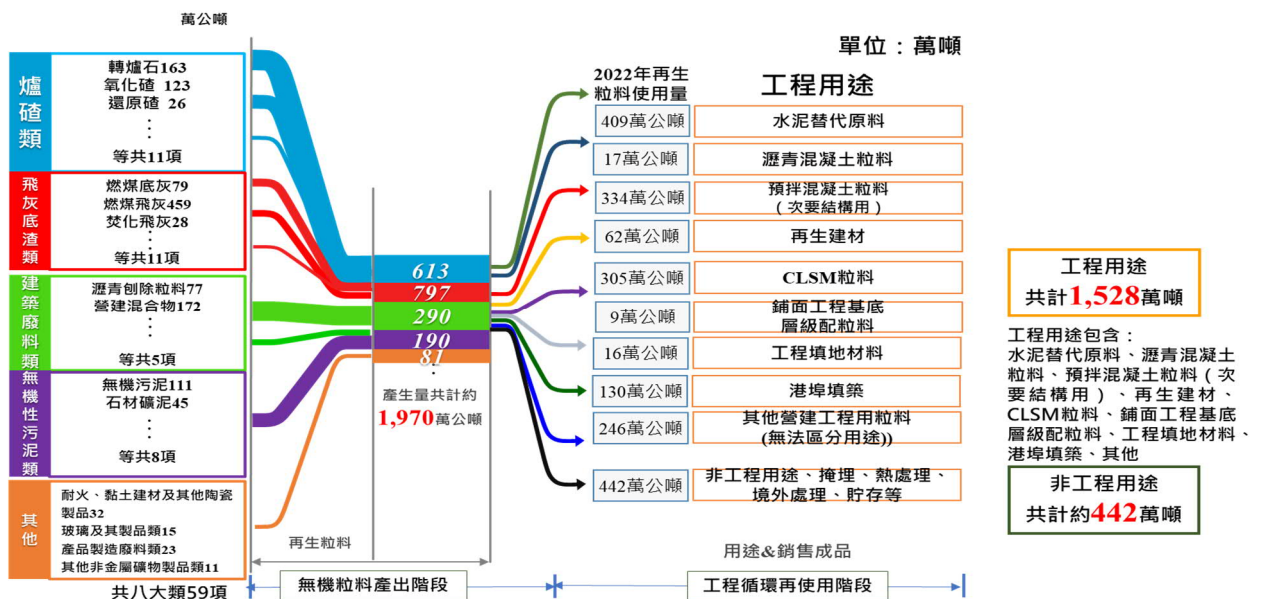 萬公噸
單位：萬噸
爐碴類
轉爐石163
氧化碴 123
還原碴 26
⋮
等共11項
飛灰底渣類
燃煤底灰79
燃煤飛灰459
焚化飛灰28
⋮
等共11項
建築廢料類
瀝青刨除粒料77
營建混合物172
⋮
等共5項
無機性污泥類
無機污泥111
石材礦泥45
⋮
等共8項
其他
耐火、黏土建材及其他陶瓷
製品32
玻璃及其製品類15
產品製造廢料類23
其他非金屬礦物製品類11
共八大類59項
613
797
290
190
81
⋮
產生量共計約
1,970萬公噸
再生粒料
無機粒料產出階段
2022年再生
粒料使用量
工程用途
409萬公噸
水泥替代原料
17萬公噸
瀝青混凝土粒料
334萬公噸
預拌混凝土粒料
（次要結構用）
62萬公噸
再生建材
305萬公噸
CLSM粒料
9萬公噸
鋪面工程基底
層級配粒料
16萬公噸
工程填地材料
130萬公噸
港埠填築
246萬公噸
其他營建工程用粒料
(無法區分用途))
442萬公噸
非工程用途、掩埋、熱處理、
境外處理、貯存等
用途&銷售成品
工程循環再使用階段
工程用途
共計1,528萬噸
工程用途包含：
水泥替代原料、瀝青混凝土
粒料、預拌混凝土粒料（次
要結構用）、再生建材、
CLSM粒料、鋪面工程基底
層級配粒料、工程填地材料、
港埠填築、其他
非工程用途
共計約442萬噸